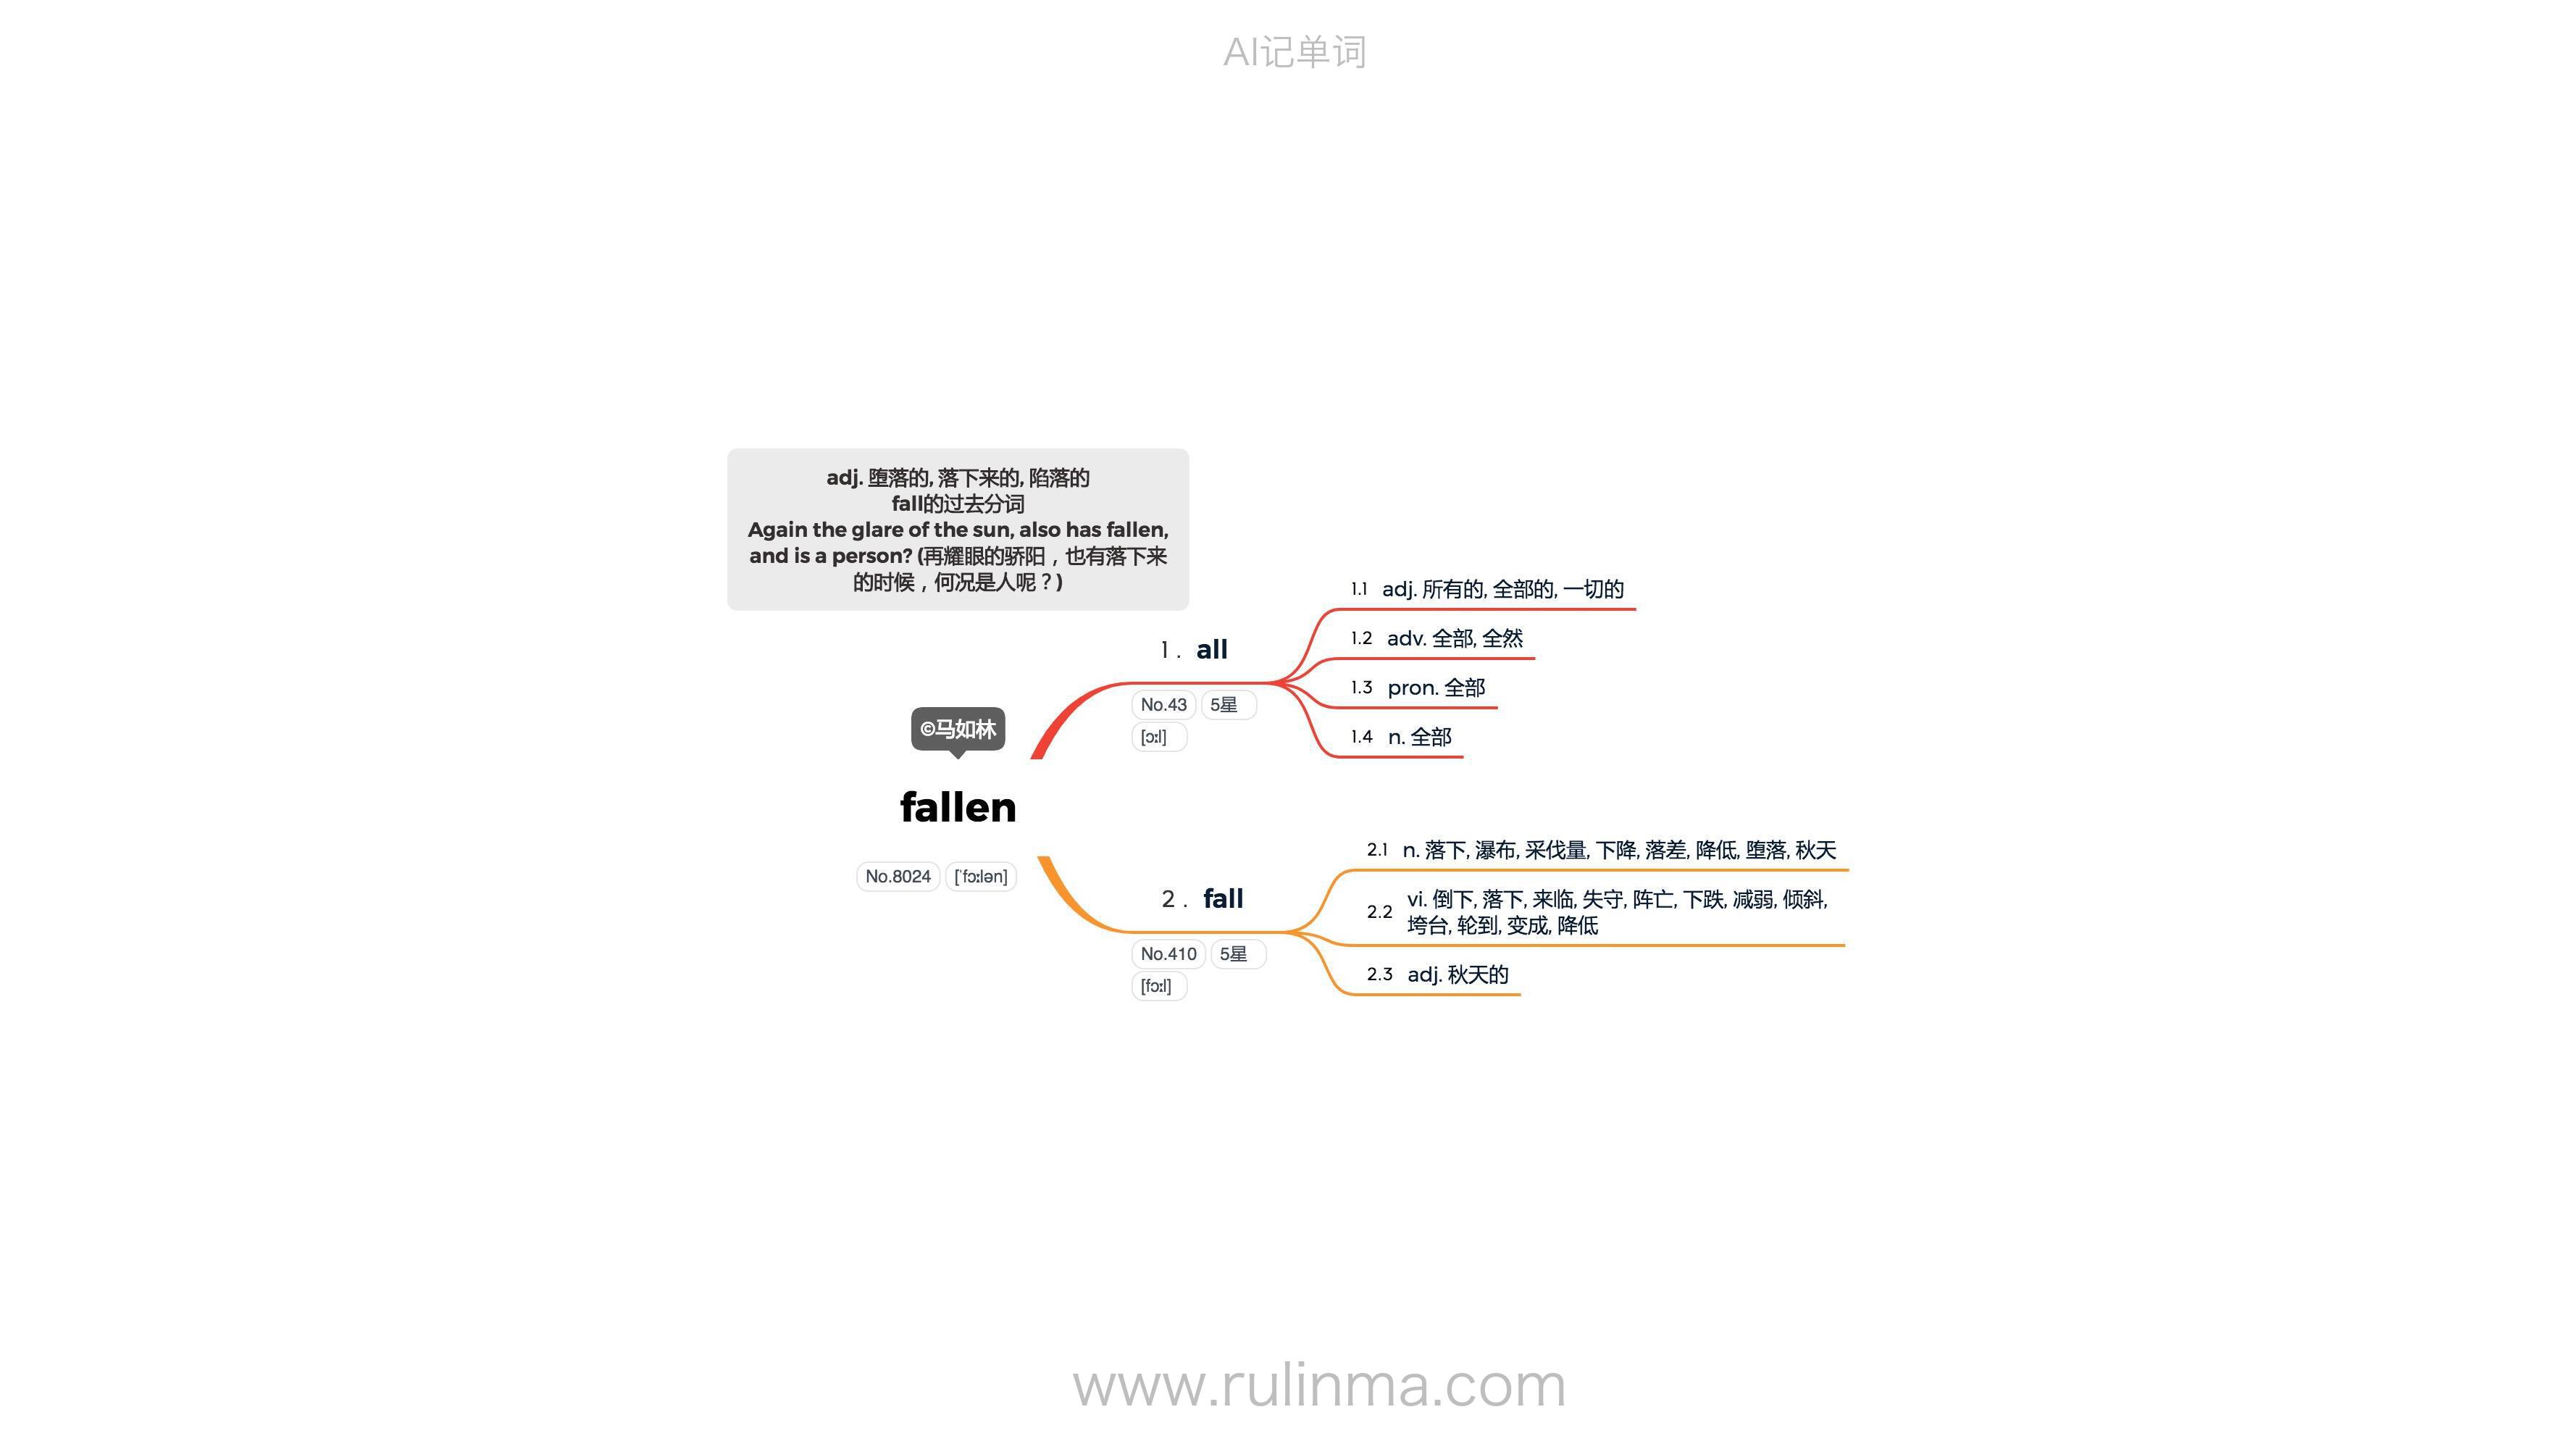 AI记单词
adj. 堕落的, 落下来的, 陷落的
fall的过去分词
Again the glare of the sun, also has fallen,
and is a person? (再耀眼的骄阳，也有落下来
的时候，何况是人呢？)
©马如林
fallen
No.8024 [ˈfɔːlən]
1. all
No.43 5星
[ɔːl]
1.1 adj. 所有的, 全部的, 一切的
1.2 adv. 全部, 全然
1.3 pron. 全部
1.4 n. 全部
2. fall
No.410 5星
[fɔːl]
2.1 n. 落下, 瀑布, 采伐量, 下降, 落差, 降低, 堕落, 秋天
2.2 vi. 倒下, 落下, 来临, 失守, 阵亡, 下跌, 减弱, 倾斜,
垮台, 轮到, 变成, 降低
2.3 adj. 秋天的
www.rulinma.com